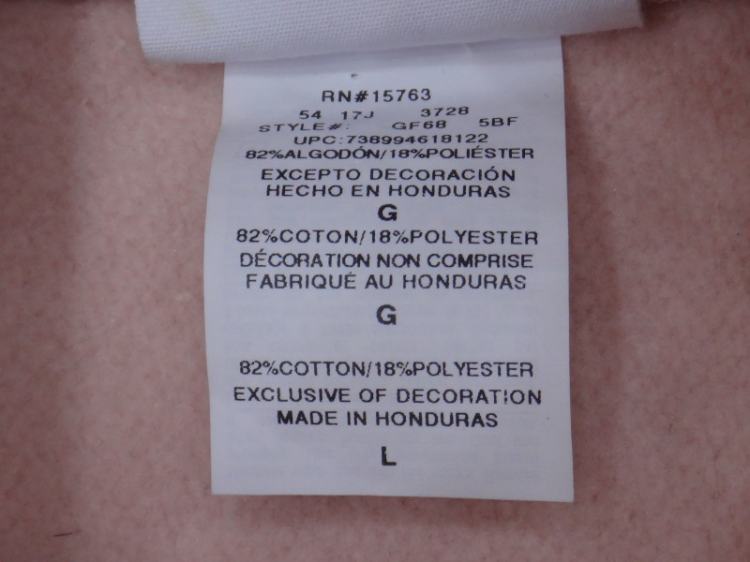 RN#15763
54 17J 3728
STYLE#: GF68 5BF
UPC:738994618122
82%ALGODÓN/18%POLIÉSTER
EXCEPTO DECORACIÓN
HECHO EN HONDURAS
G
82%COTON/18%POLYESTER
DÉCORATION NON COMPRISE
FABRIQUÉ AU HONDURAS
G
82%COTTON/18%POLYESTER
EXCLUSIVE OF DECORATION
MADE IN HONDURAS
L